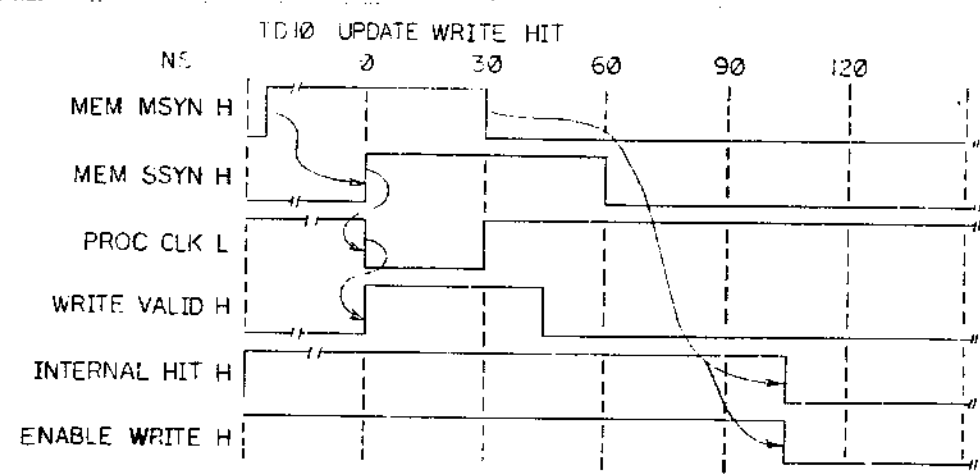 TD10 UPDATE WRITE HIT
NS 0 30 60 90 120
MEM MSYN H
MEM SSYN H
PROC CLK L
WRITE VALID H
INTERNAL HIT H
ENABLE WRITE H